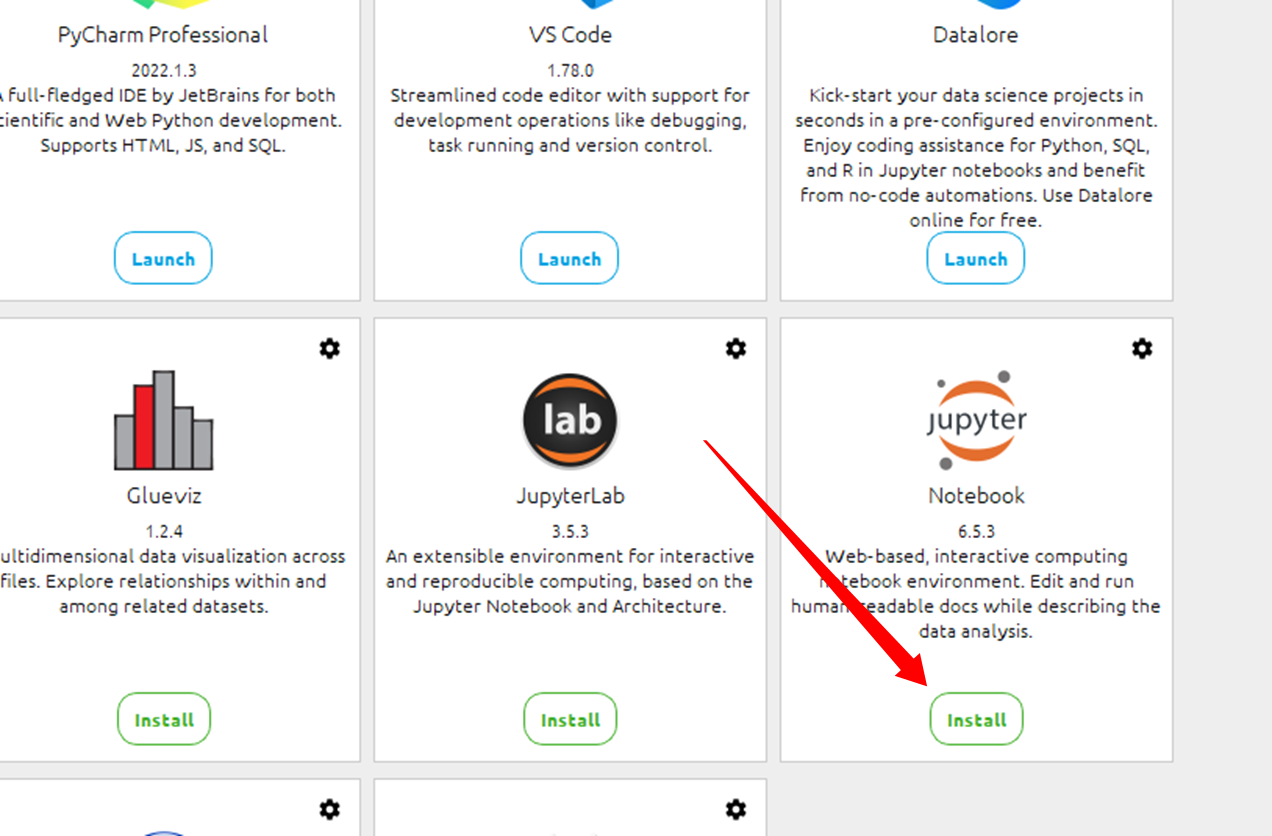 PyCharm Professional
2022.1.3
full-fledged IDE by JetBrains for both
and Web Python development.
Supports HTML, JS, and SQL.
Launch
VS Code
1.78.0
Streamlined code editor with support for
development operations like debugging,
task running and version control.
Launch
Datalore
Kick-start your data science projects in
seconds in a pre-configured environment.
Enjoy coding assistance for Python, SQL,
and R in Jupyter notebooks and benefit
from no-code automations. Use Datalore
online for free.
Launch
Glueviz
1.2.4
data visualization across
files. Explore relationships within and
among related datasets.
Install
lab
JupyterLab
3.5.3
An extensible environment for interactive
and reproducible computing, based on the
Jupyter Notebook and Architecture.
Install
jupyter
Notebook
6.5.3
Web-based, interactive computing
notebook environment. Edit and run
human-readable docs while describing the
data analysis.
Install